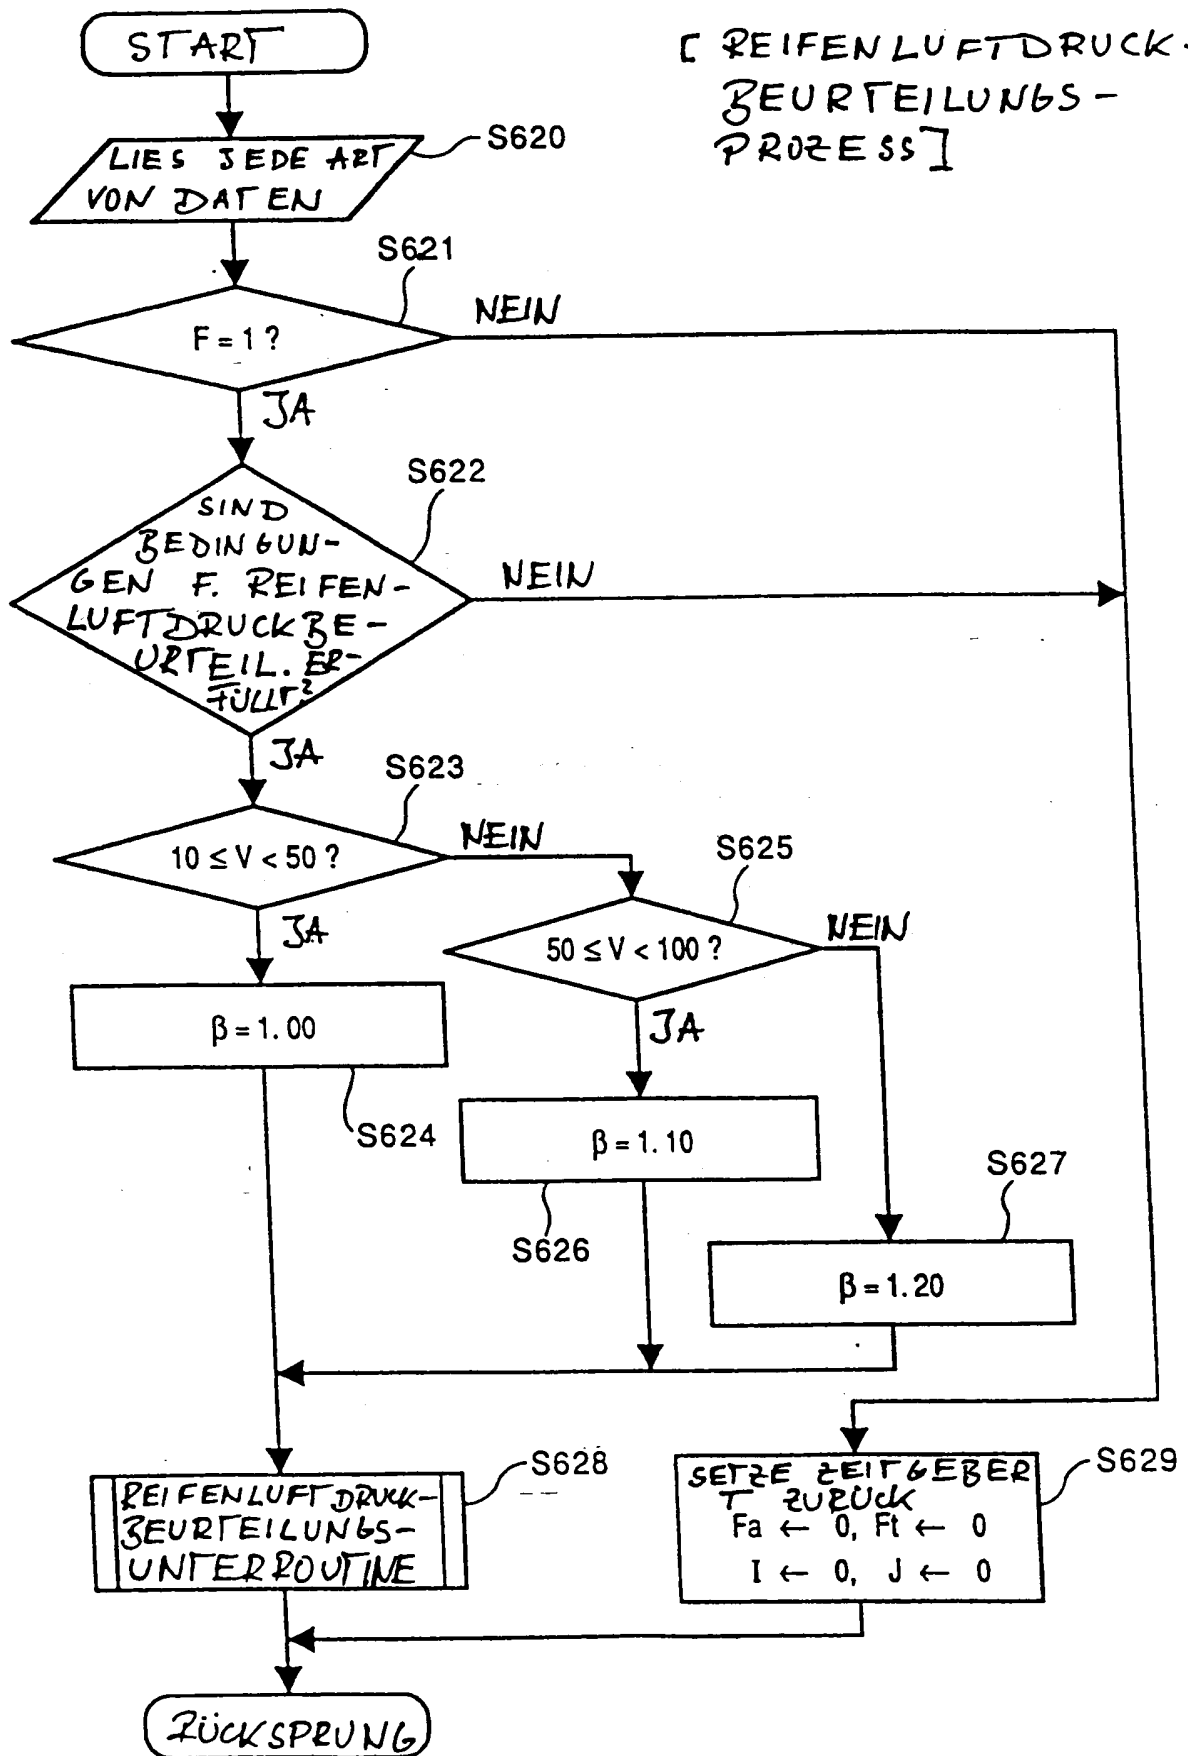 START
[ REIFENLUFTDRUCK-
BEURTEILUNGS-
PROZESS]
LIES JEDE ART
VON DATEN
S620
S621
F = 1 ?
NEIN
JA
S622
SIND
BEDINGUN-
GEN F. REIFEN-
LUFTDRUCKBE-
URTEIL. ER-
FÜLLT?
NEIN
JA
S623
10 ≤ V < 50 ?
NEIN
S625
50 ≤ V < 100 ?
NEIN
JA
JA
β = 1.00
S624
β = 1.10
S626
S627
β = 1.20
REIFENLUFTDRUCK-
BEURTEILUNGS-
UNTERROUTINE
S628
SETZE ZEITGEBER
T ZURÜCK
Fa ← 0, Ft ← 0
I ← 0, J ← 0
S629
RÜCKSPRUNG